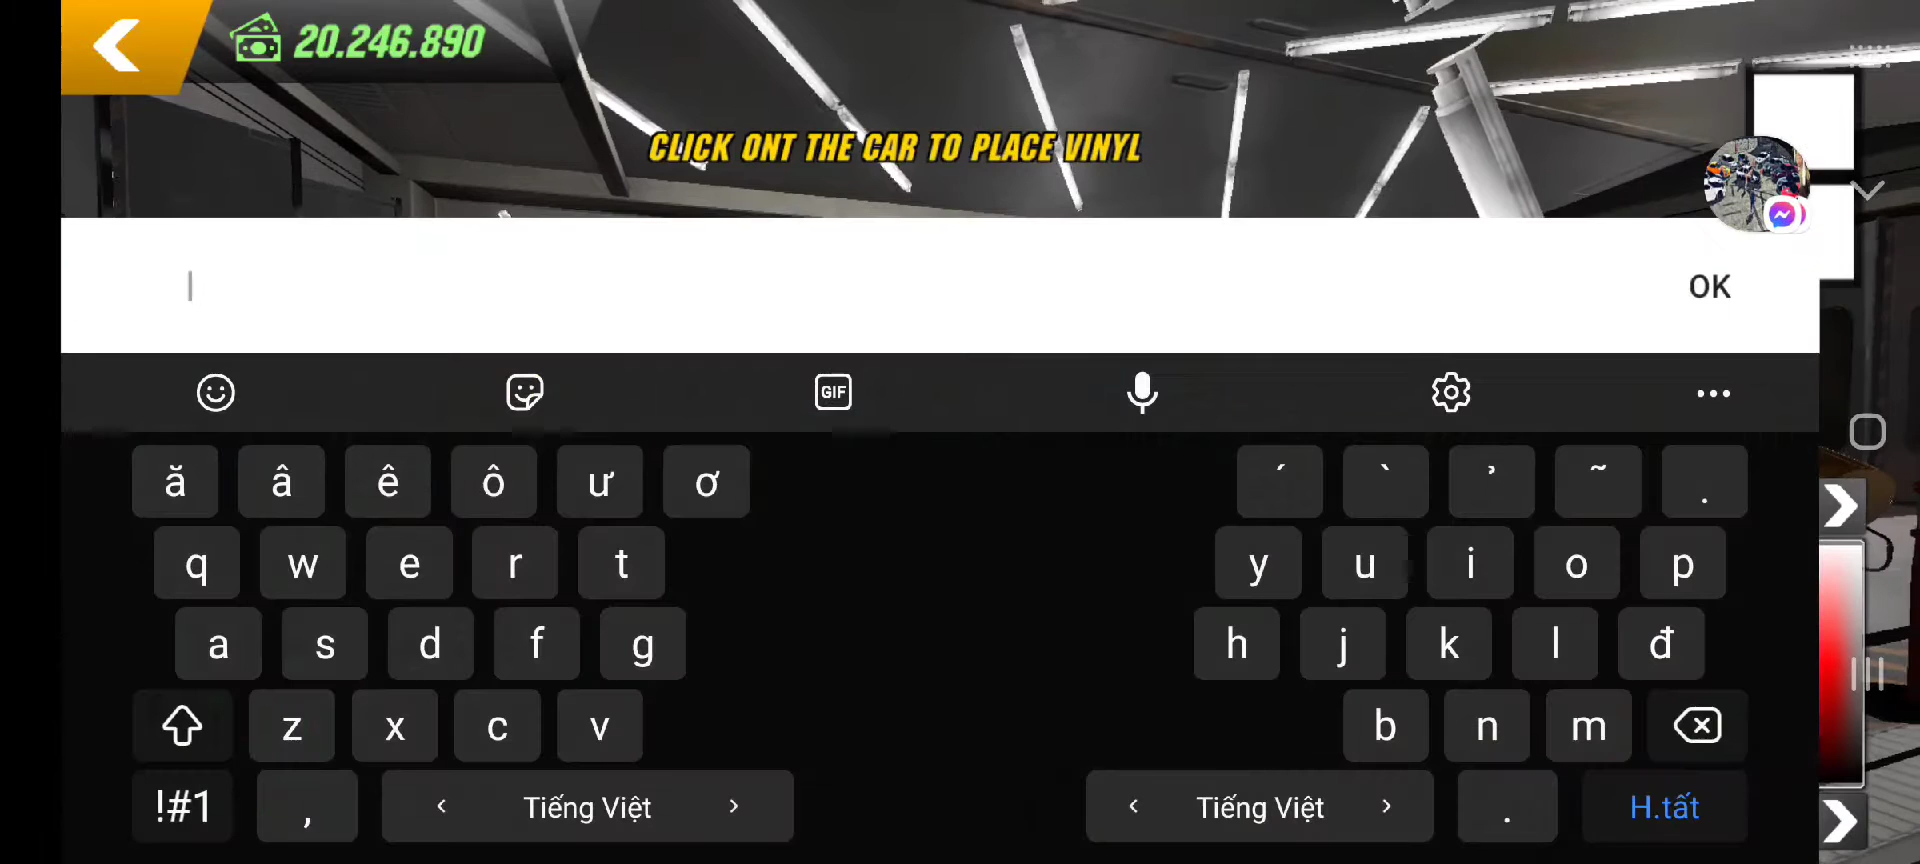 20.246.890
CLICK ONT THE CAR TO PLACE VINYL
OK
GIF
ă â ê ô ư ơ ´ ` ̉ ~ .
q w e r t y u i o p
a s d f g h j k l đ
z x c v b n m
!#1 , < Tiếng Việt > < Tiếng Việt > . H.tất